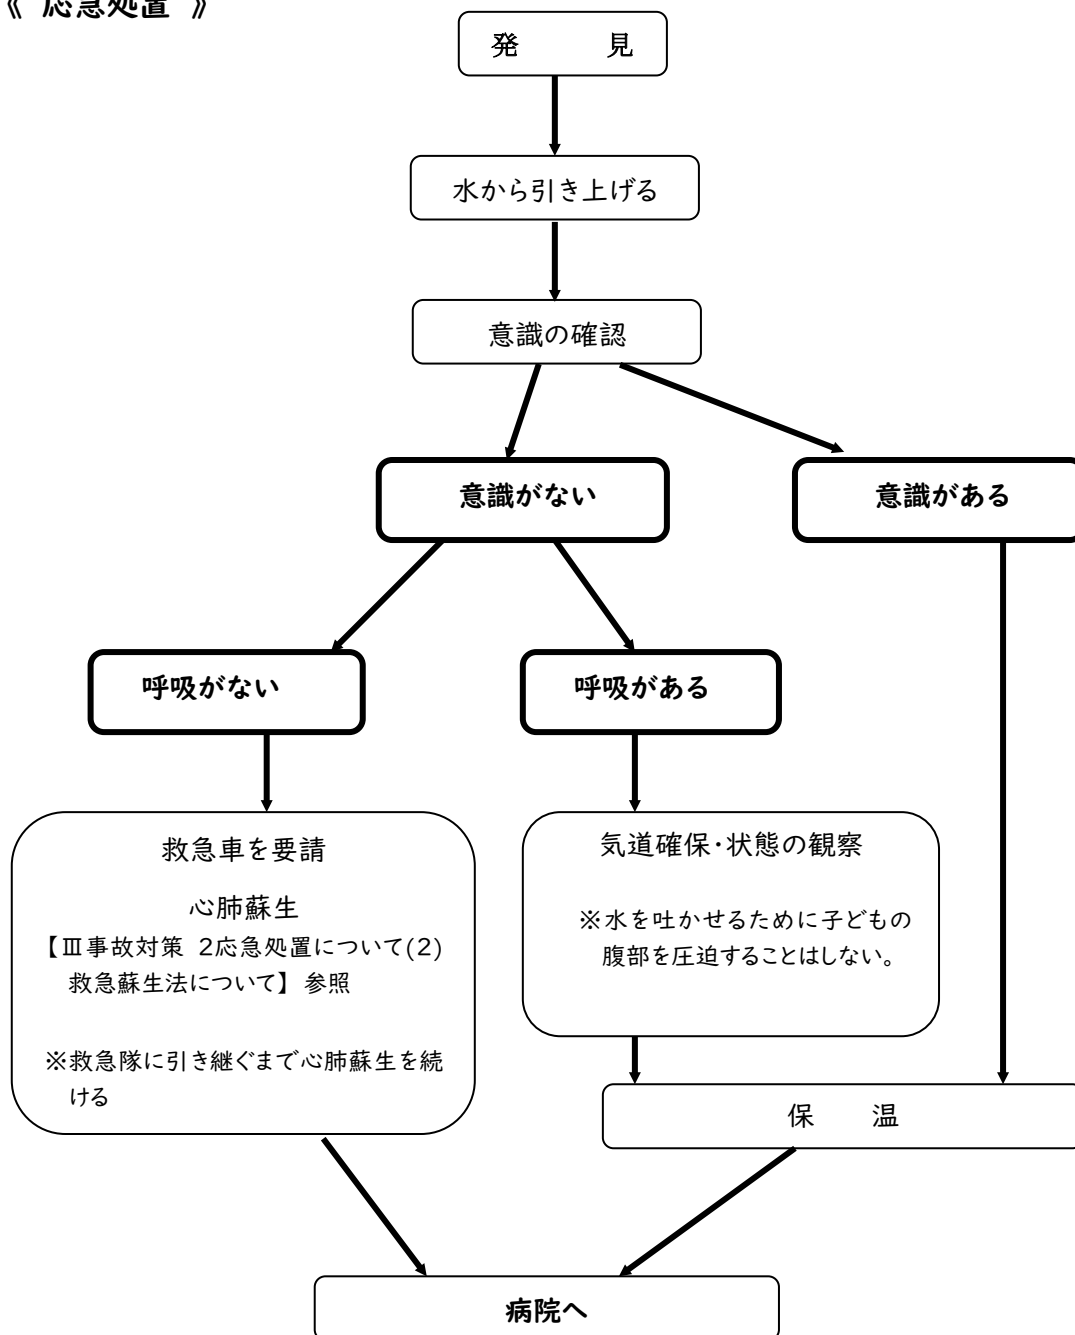 《 応急処置 》
発　　見
水から引き上げる
意識の確認
意識がない
意識がある
呼吸がない
呼吸がある
救急車を要請
心肺蘇生
【Ⅲ事故対策 2応急処置について(2)
救急蘇生法について】 参照
※救急隊に引き継ぐまで心肺蘇生を続
ける
気道確保・状態の観察
※水を吐かせるために子どもの
腹部を圧迫することはしない。
保　　温
病院へ